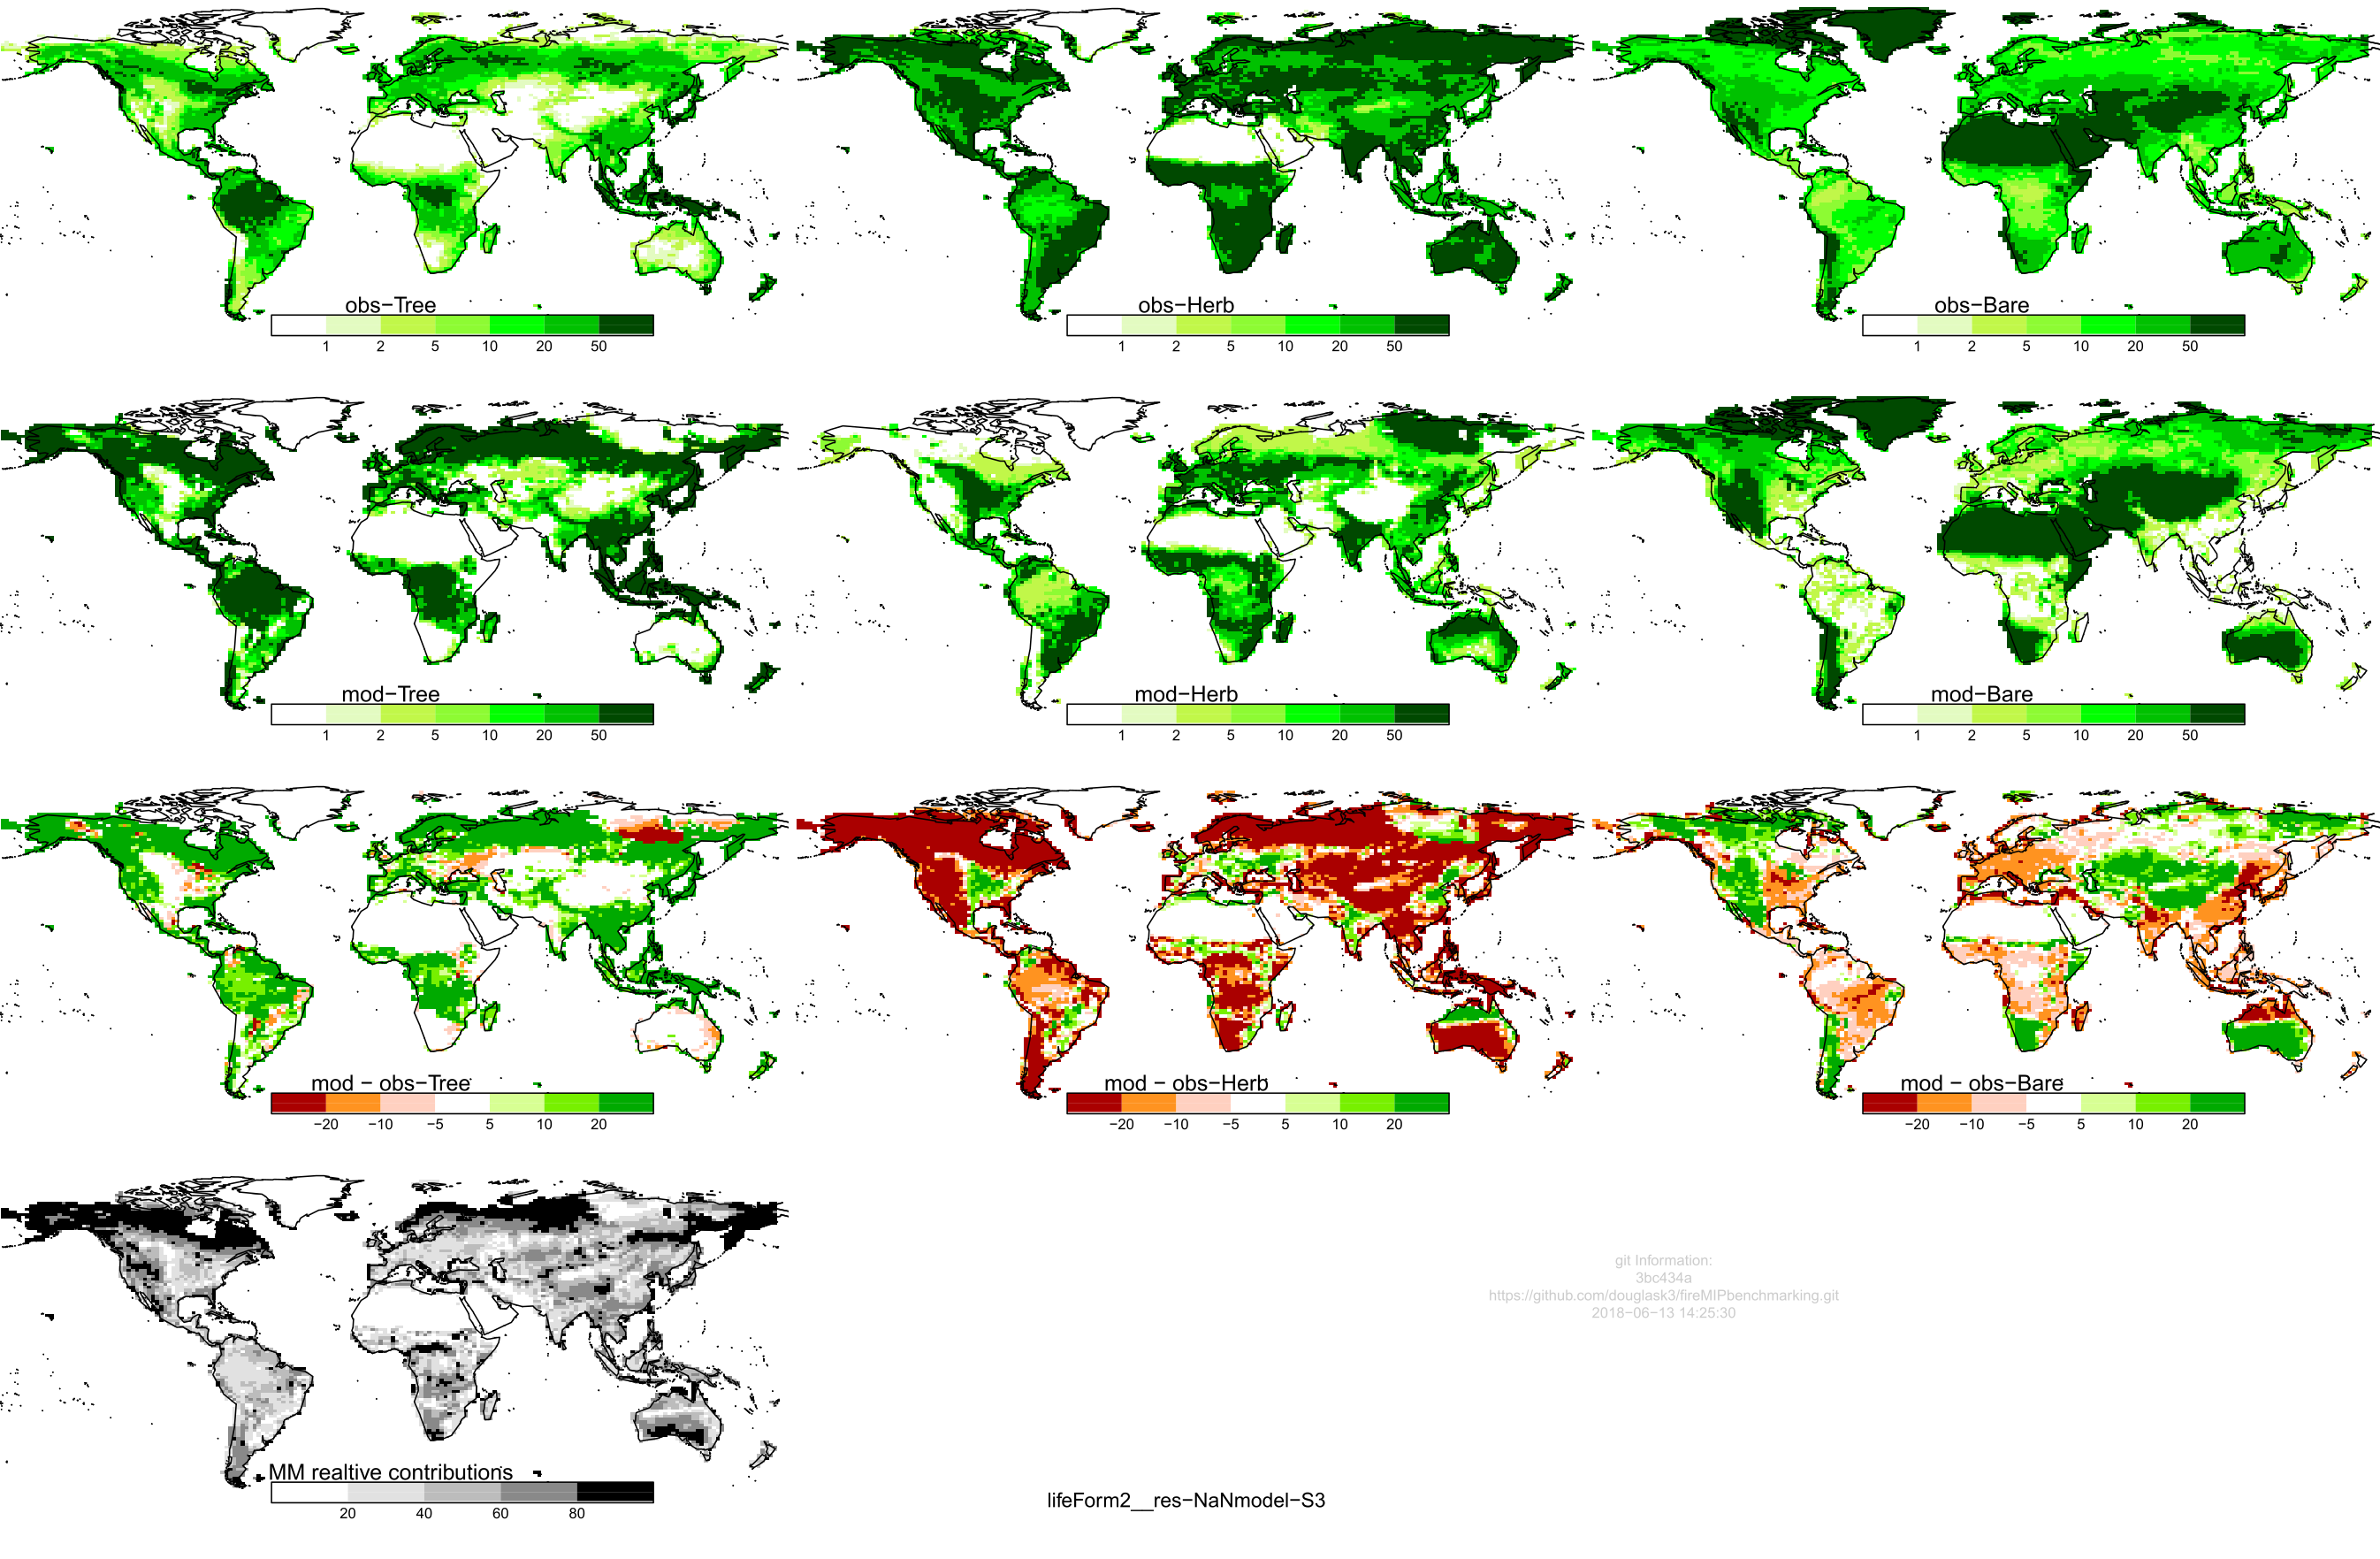 obs−Tree
1 2 5 10 20 50
obs−Herb
1 2 5 10 20 50
obs−Bare
1 2 5 10 20 50
mod−Tree
1 2 5 10 20 50
mod−Herb
1 2 5 10 20 50
mod−Bare
1 2 5 10 20 50
mod − obs−Tree
−20 −10 −5 5 10 20
mod − obs−Herb
−20 −10 −5 5 10 20
mod − obs−Bare
−20 −10 −5 5 10 20
MM realtive contributions
20 40 60 80
git Information:
3bc434a
https://github.com/douglask3/fireMIPbenchmarking.git
2018−06−13 14:25:30
lifeForm2__res−NaNmodel−S3